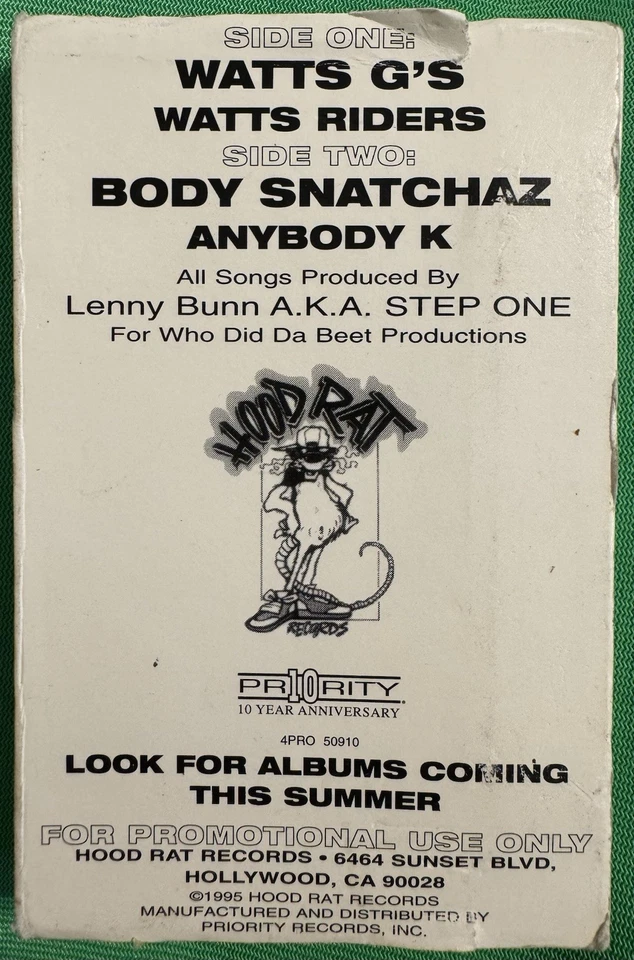 SIDE ONE:
WATTS G'S
WATTS RIDERS
SIDE TWO:
BODY SNATCHAZ
ANYBODY K
All Songs Produced By
Lenny Bunn A.K.A. STEP ONE
For Who Did Da Beet Productions
HOOD RAT
RECORDS
PR10RITY
10 YEAR ANNIVERSARY
4PRO 50910
LOOK FOR ALBUMS COMING
THIS SUMMER
FOR PROMOTIONAL USE ONLY
HOOD RAT RECORDS • 6464 SUNSET BLVD,
HOLLYWOOD, CA 90028
©1995 HOOD RAT RECORDS
MANUFACTURED AND DISTRIBUTED BY
PRIORITY RECORDS, INC.